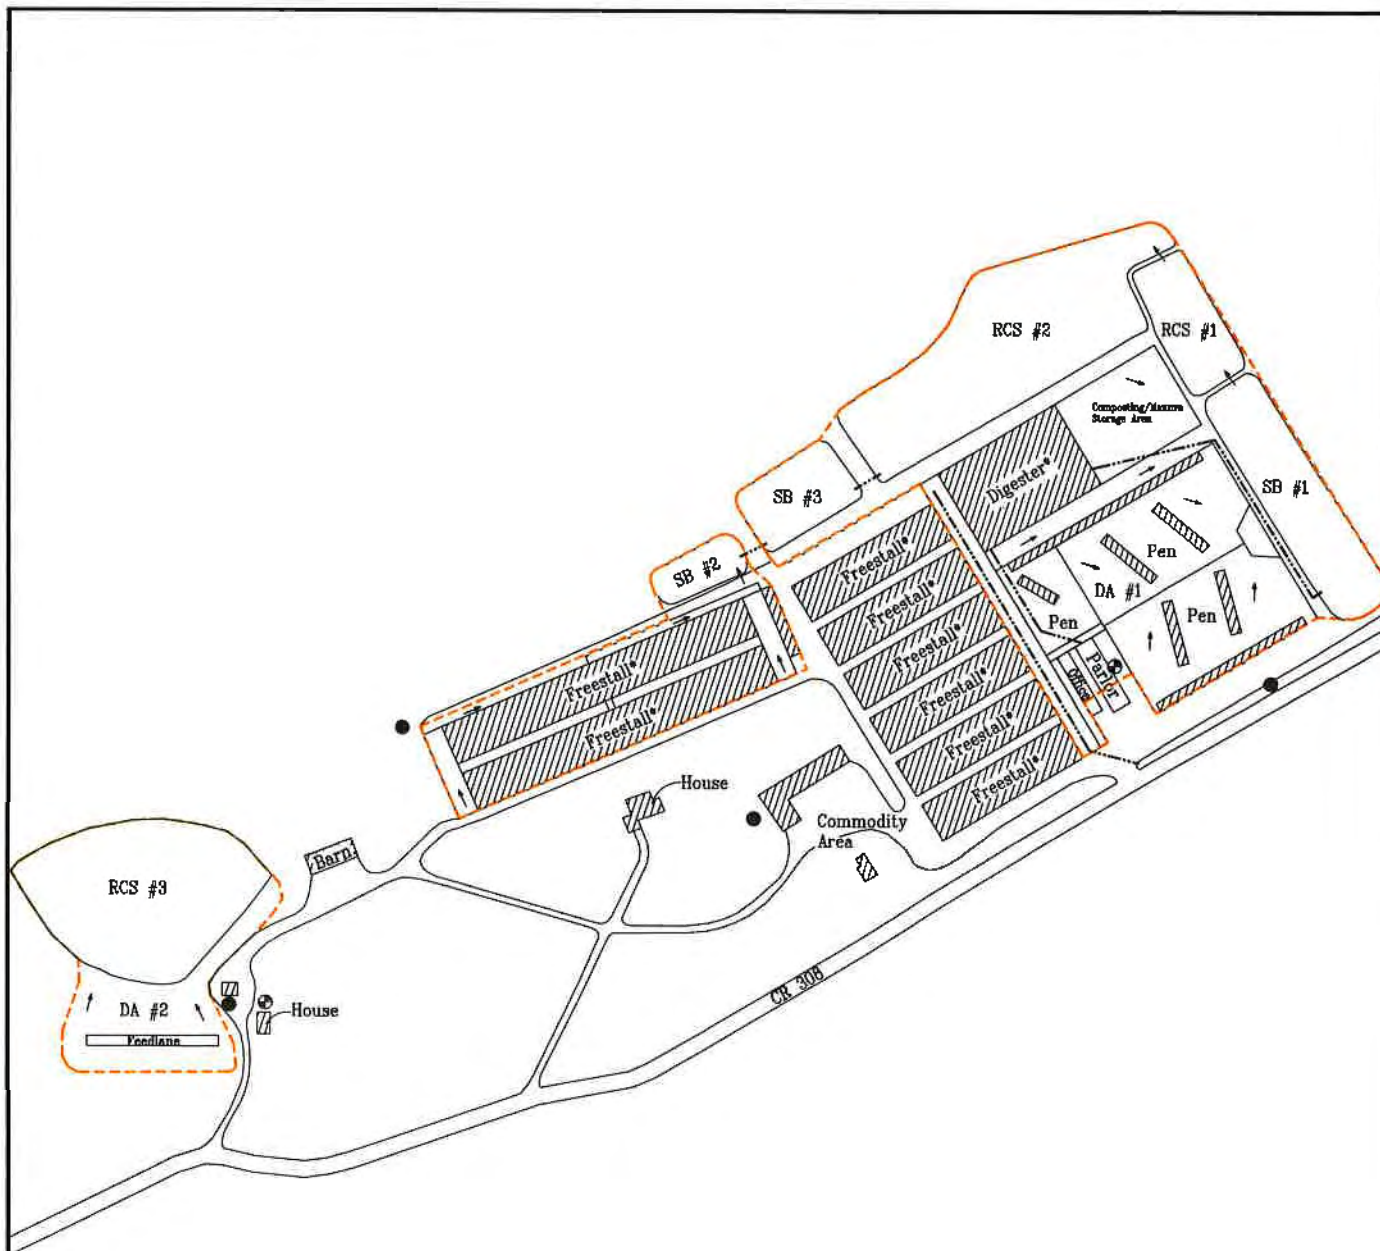 RCS #2
RCS #1
Composting/Manure
Storage Area
Digester*
SB #3
SB #1
SB #2
Freestall*
Freestall*
Freestall*
Freestall*
Freestall*
Freestall*
Freestall*
Pen
DA #1
Pen
Pen
Parlor
Office
House
Commodity
Area
Barn
RCS #3
DA #2
Feedlane
House
CR 308